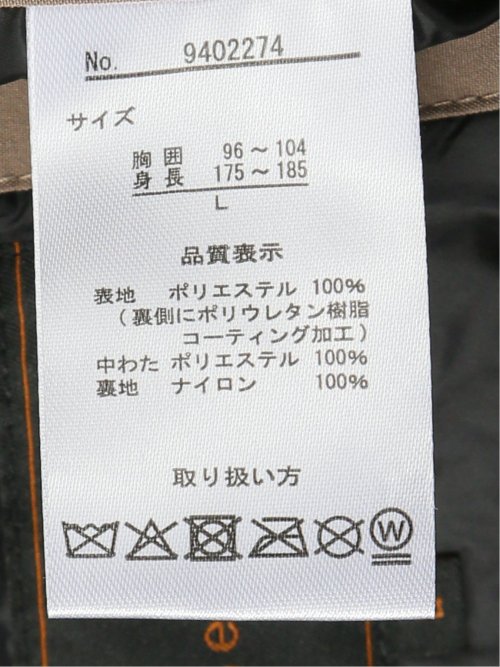 No. 9402274
サイズ
胸囲 96～104
身長 175～185
L
品質表示
表地 ポリエステル 100%
(裏側にポリウレタン樹脂
コーティング加工)
中わた ポリエステル 100%
裏地 ナイロン 100%
取り扱い方
W
e